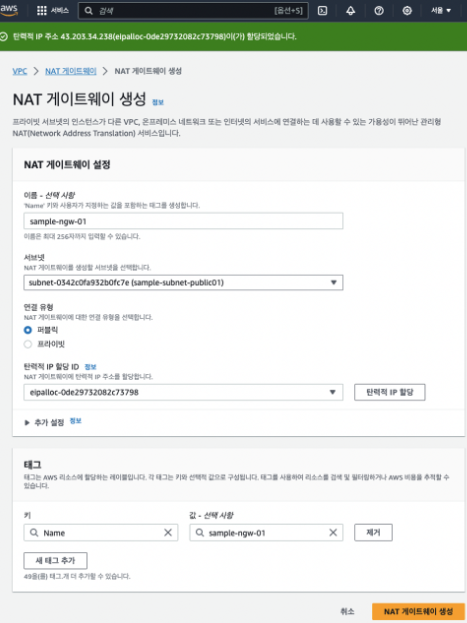 aws
서비스
검색
[옵션+S]
서울
탄력적 IP 주소 43.203.34.238(eipalloc-0de29732082c73798)이(가) 할당되었습니다.
VPC > NAT 게이트웨이 > NAT 게이트웨이 생성
NAT 게이트웨이 생성 정보
프라이빗 서브넷의 인스턴스가 다른 VPC, 온프레미스 네트워크 또는 인터넷의 서비스에 연결하는 데 사용할 수 있는 가용성이 뛰어난 관리형
NAT(Network Address Translation) 서비스입니다.
NAT 게이트웨이 설정
이름 - 선택 사항
'Name' 키와 사용자가 지정하는 값을 포함하는 태그를 생성합니다.
sample-ngw-01
이름은 최대 256자까지 입력할 수 있습니다.
서브넷
NAT 게이트웨이를 생성할 서브넷을 선택합니다.
subnet-0342c0fa932b0fc7e (sample-subnet-public01)
연결 유형
NAT 게이트웨이에 대한 연결 유형을 선택합니다.
퍼블릭
프라이빗
탄력적 IP 할당 ID 정보
NAT 게이트웨이에 탄력적 IP 주소를 할당합니다.
eipalloc-0de29732082c73798
탄력적 IP 할당
추가 설정 정보
태그
태그는 AWS 리소스에 할당하는 레이블입니다. 각 태그는 키와 선택적 값으로 구성됩니다. 태그를 사용하여 리소스를 검색 및 필터링하거나 AWS 비용을 추적할 수
있습니다.
키
값 - 선택 사항
Name
sample-ngw-01
제거
새 태그 추가
49을(를) 태그.개 더 추가할 수 있습니다.
취소
NAT 게이트웨이 생성